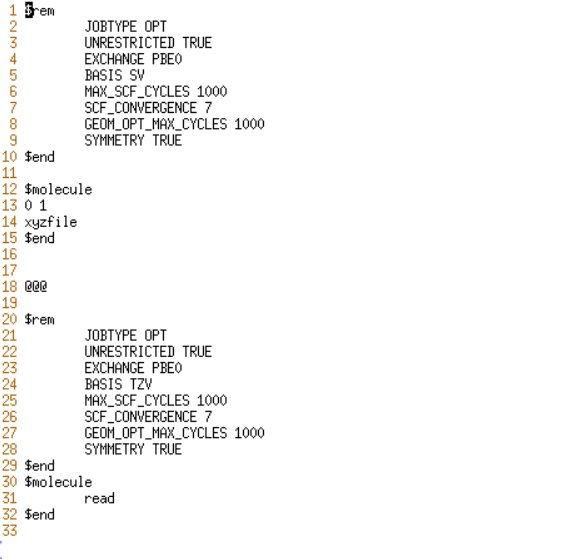 1 $rem
2 JOBTYPE OPT
3 UNRESTRICTED TRUE
4 EXCHANGE PBE0
5 BASIS SV
6 MAX_SCF_CYCLES 1000
7 SCF_CONVERGENCE 7
8 GEOM_OPT_MAX_CYCLES 1000
9 SYMMETRY TRUE
10 $end
11
12 $molecule
13 0 1
14 xyzfile
15 $end
16
17
18 @@@
19
20 $rem
21 JOBTYPE OPT
22 UNRESTRICTED TRUE
23 EXCHANGE PBE0
24 BASIS TZV
25 MAX_SCF_CYCLES 1000
26 SCF_CONVERGENCE 7
27 GEOM_OPT_MAX_CYCLES 1000
28 SYMMETRY TRUE
29 $end
30 $molecule
31 read
32 $end
33